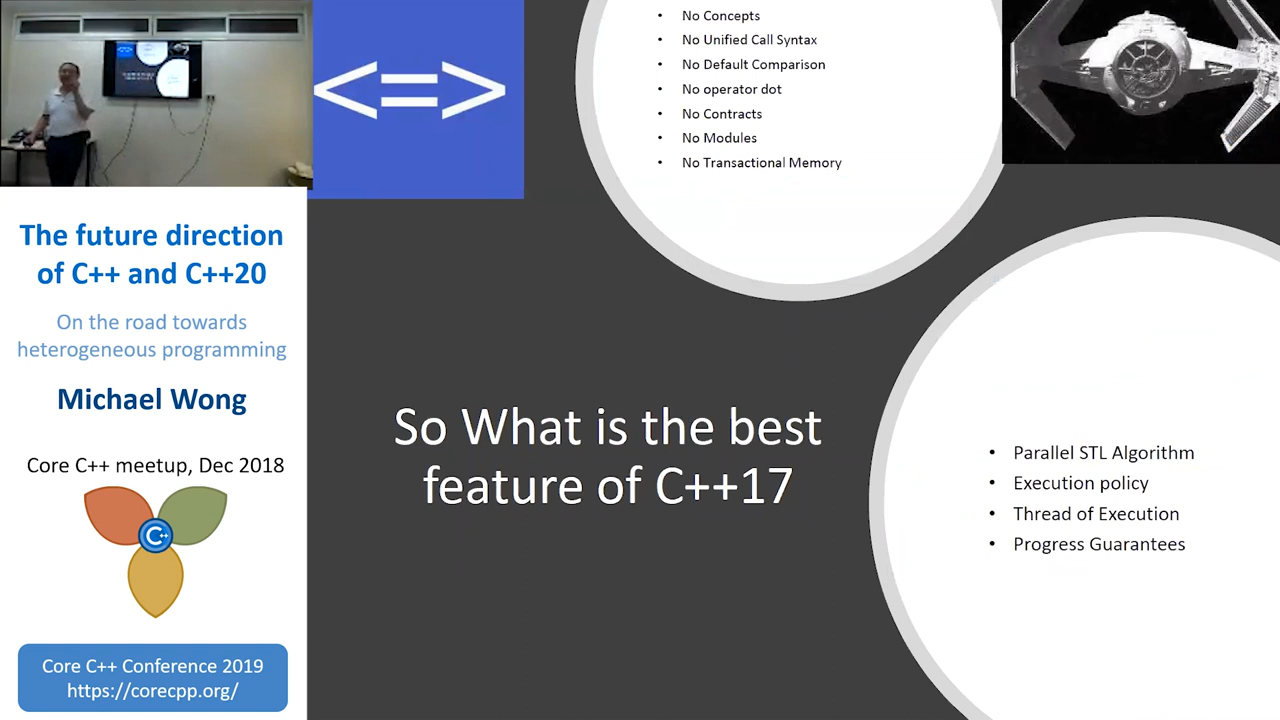 <=>
• No Concepts
• No Unified Call Syntax
• No Default Comparison
• No operator dot
• No Contracts
• No Modules
• No Transactional Memory
The future direction
of C++ and C++20
On the road towards
heterogeneous programming
Michael Wong
Core C++ meetup, Dec 2018
C++
Core C++ Conference 2019
https://corecpp.org/
So What is the best
feature of C++17
• Parallel STL Algorithm
• Execution policy
• Thread of Execution
• Progress Guarantees